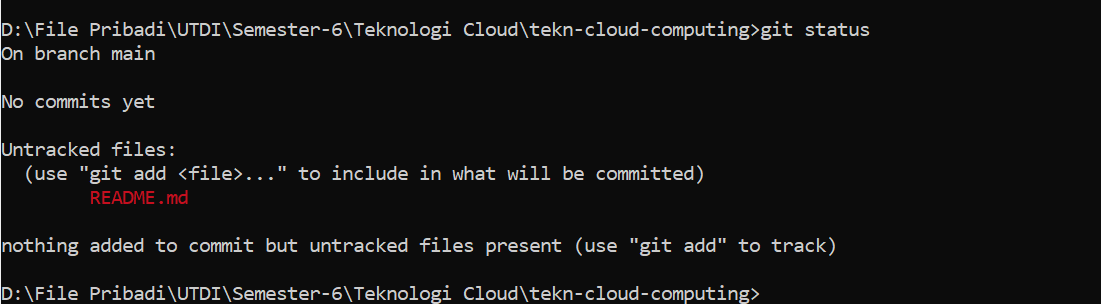 D:\File Pribadi\UTDI\Semester-6\Teknologi Cloud\tekn-cloud-computing>git status
On branch main
No commits yet
Untracked files:
  (use "git add <file>..." to include in what will be committed)
        README.md
nothing added to commit but untracked files present (use "git add" to track)
D:\File Pribadi\UTDI\Semester-6\Teknologi Cloud\tekn-cloud-computing>